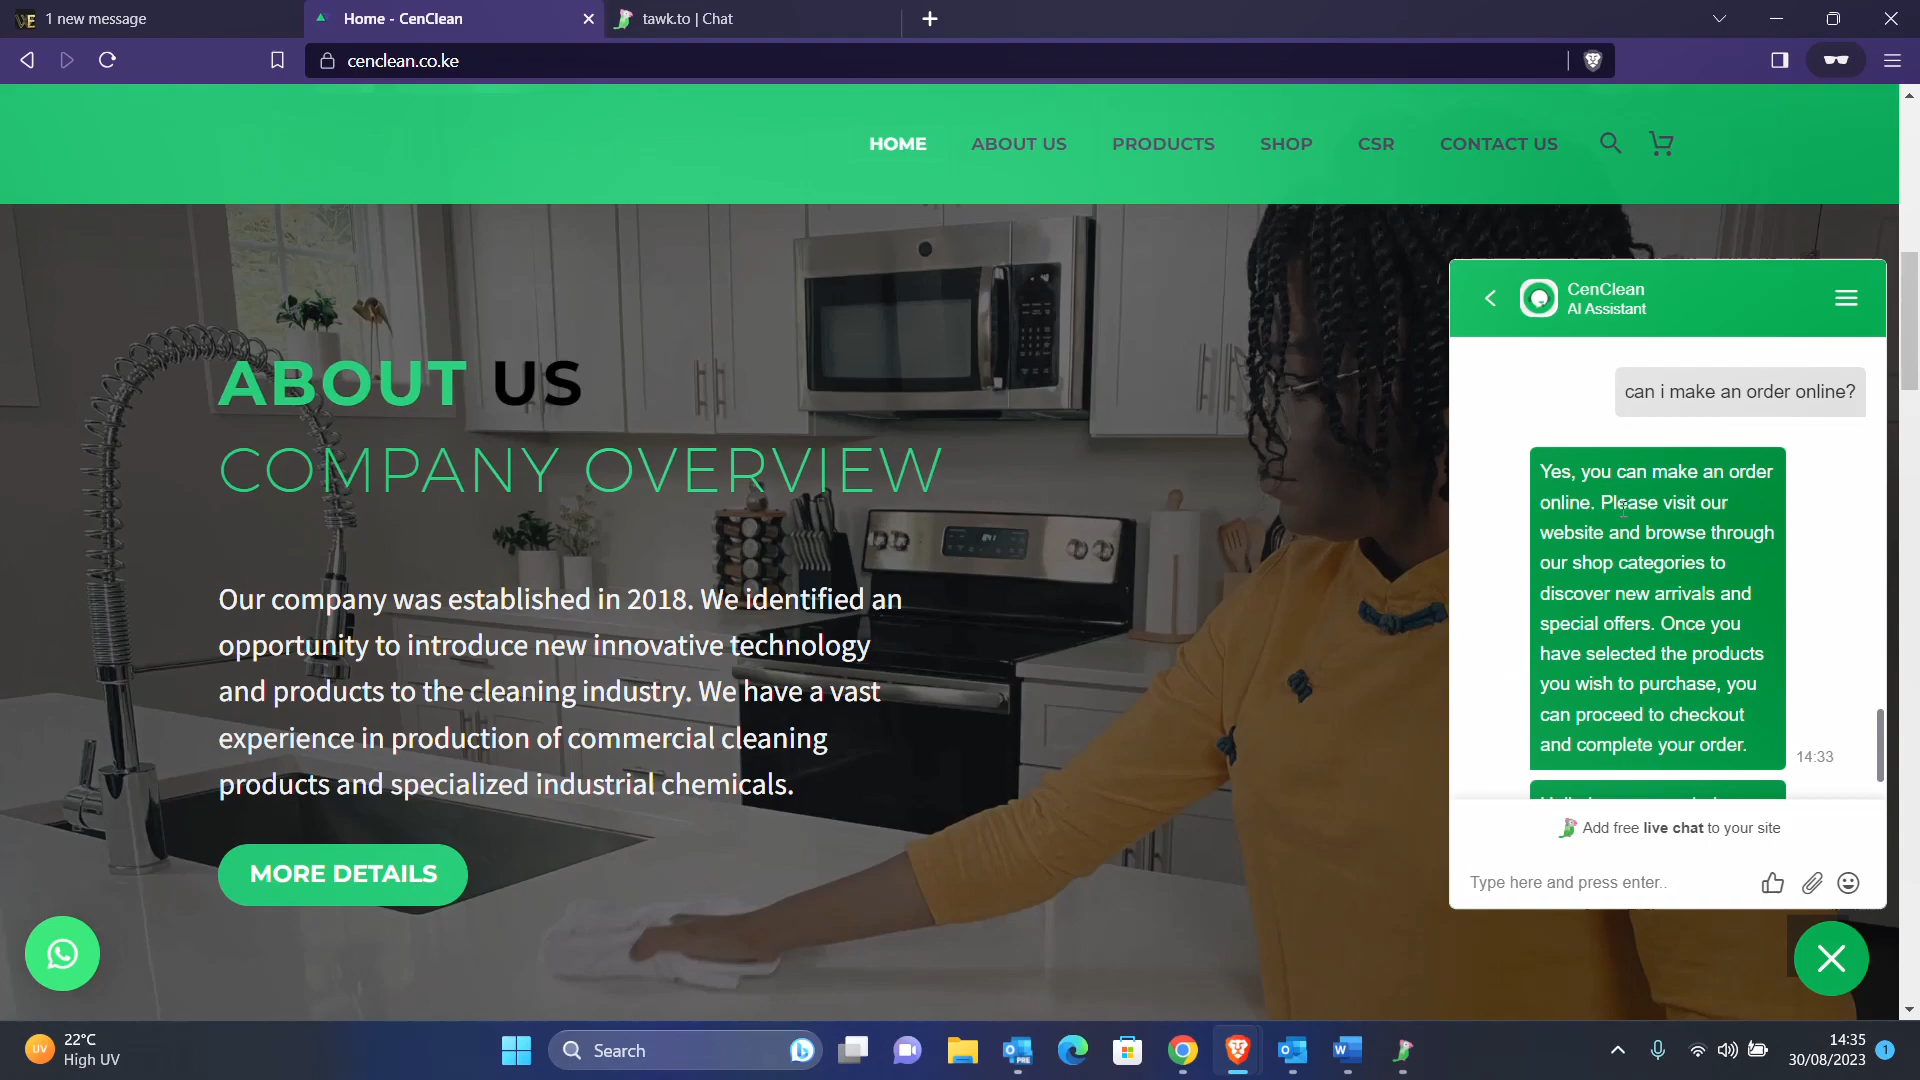 1 new message
Home - CenClean
tawk.to | Chat
cenclean.co.ke
HOME
ABOUT US
PRODUCTS
SHOP
CSR
CONTACT US
ABOUT US
COMPANY OVERVIEW
Our company was established in 2018. We identified an
opportunity to introduce new innovative technology
and products to the cleaning industry. We have a vast
experience in production of commercial cleaning
products and specialized industrial chemicals.
MORE DETAILS
CenClean
AI Assistant
can i make an order online?
Yes, you can make an order
online. Please visit our
website and browse through
our shop categories to
discover new arrivals and
special offers. Once you
have selected the products
you wish to purchase, you
can proceed to checkout
and complete your order.
14:33
Add free live chat to your site
Type here and press enter..
UV
22°C
High UV
Search
PRE
14:35
30/08/2023
1